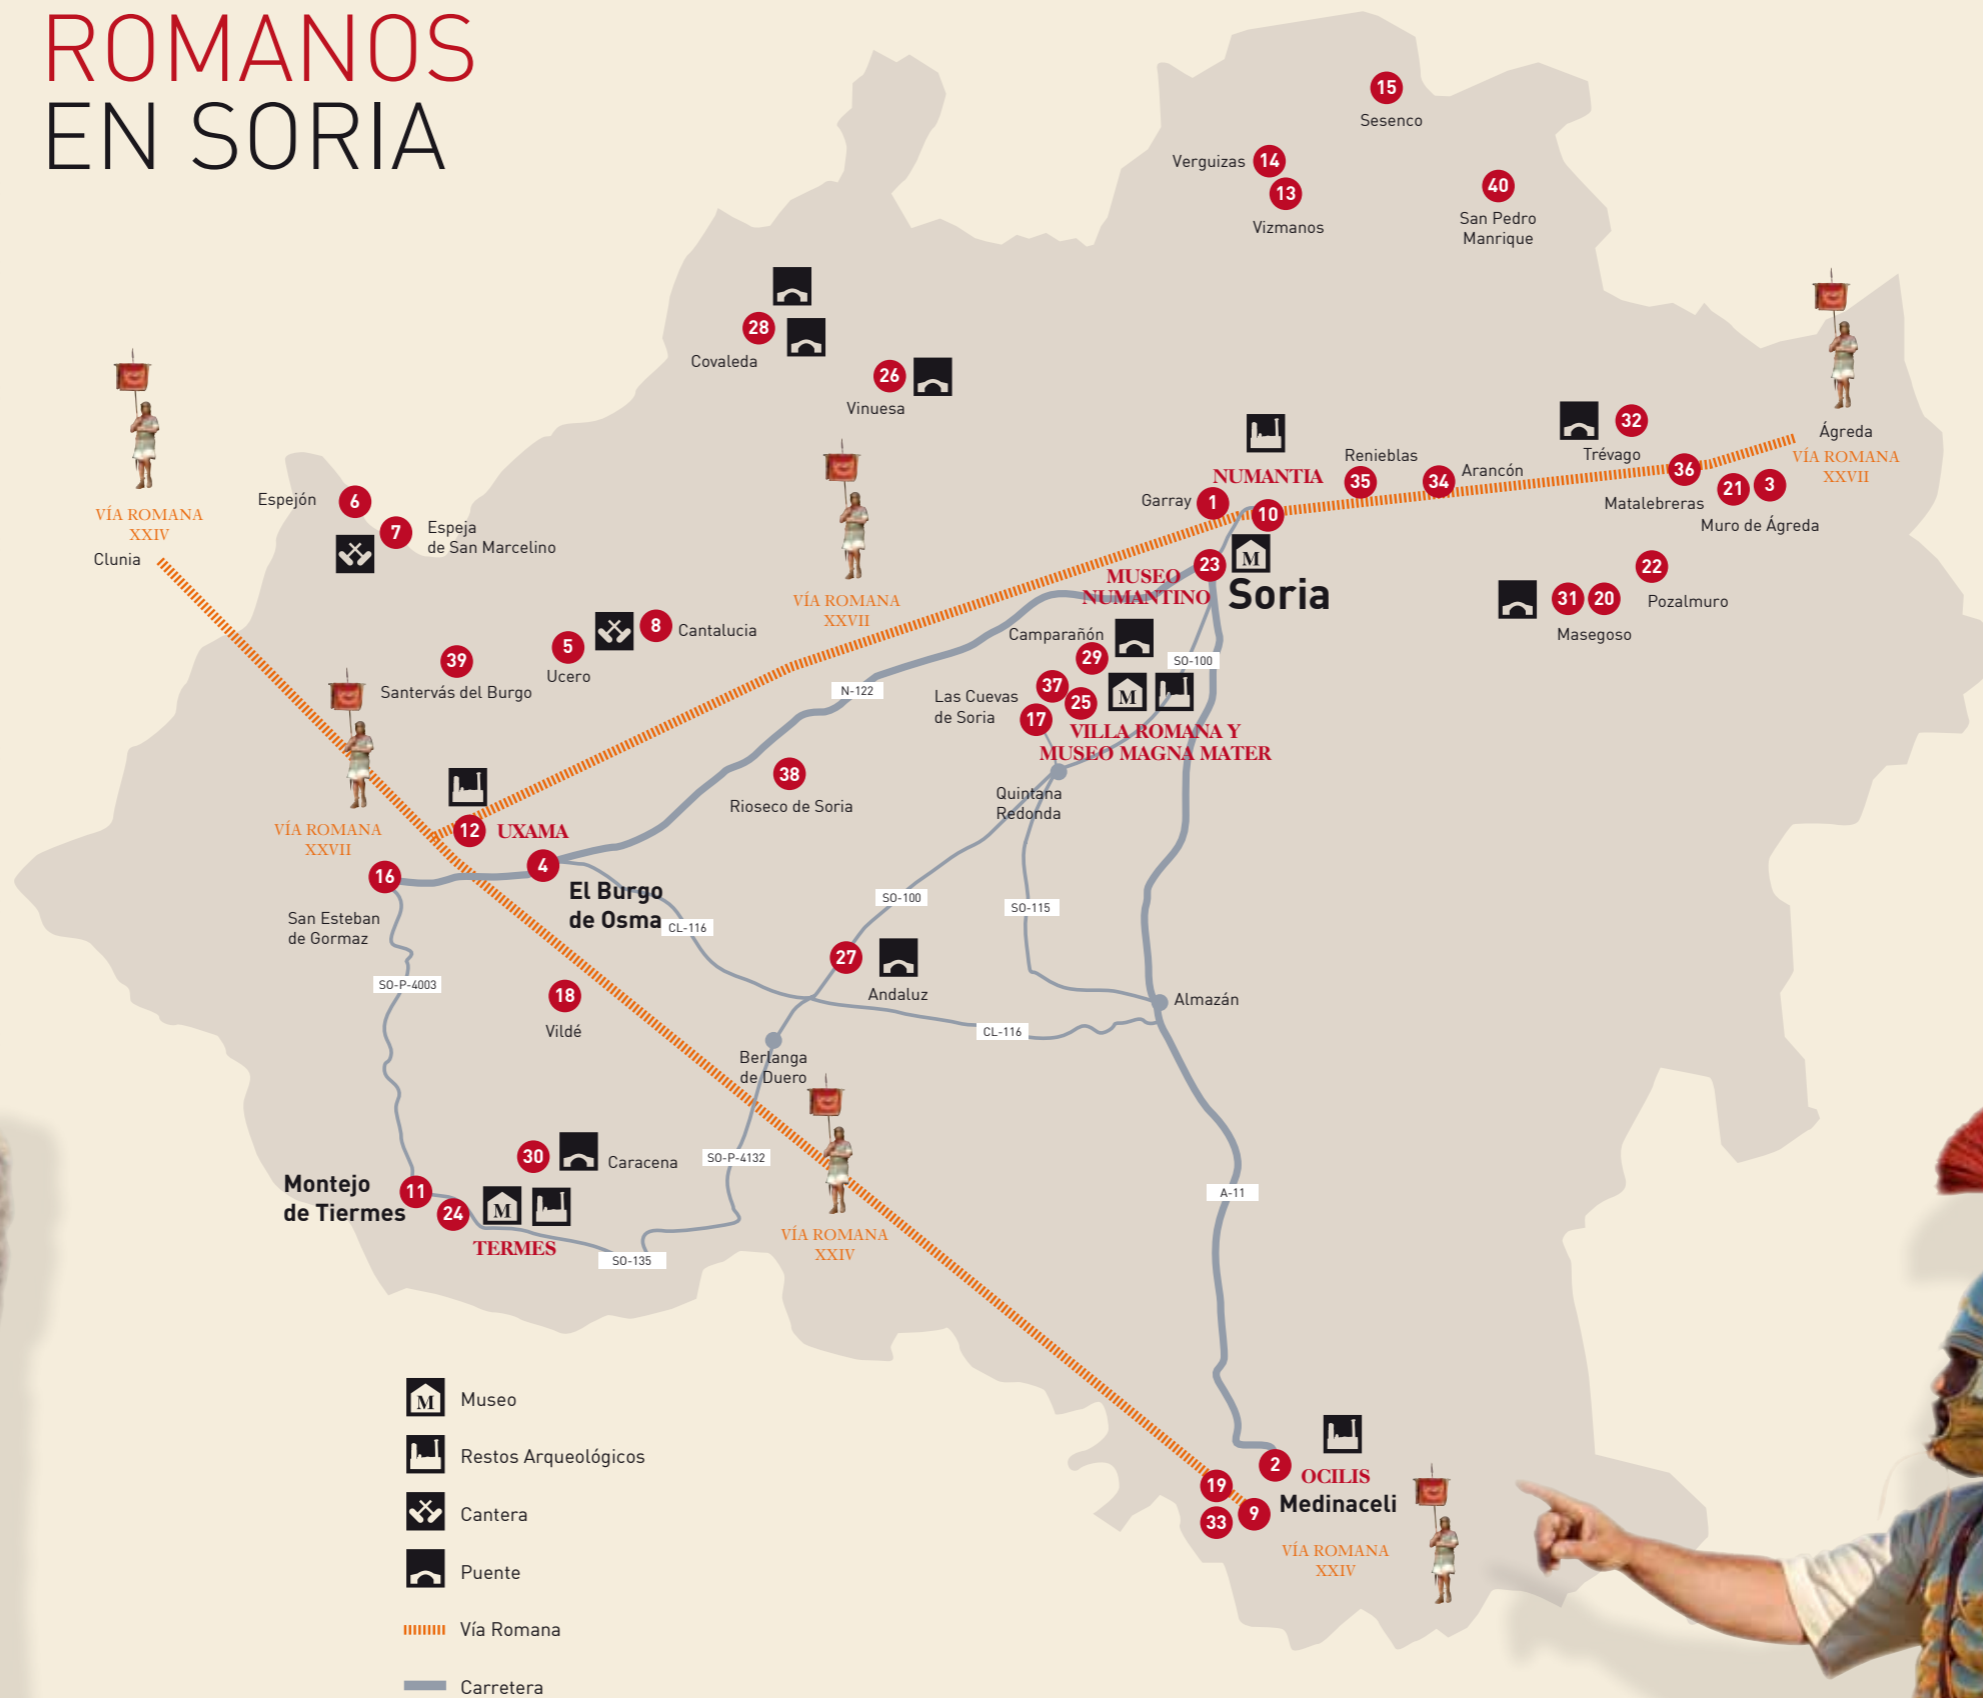 ROMANOS
EN SORIA
15
Sesenco
Verguizas
14
13
Vizmanos
40
San Pedro
Manrique
28
Covaleda
26
Vinuesa
Ágreda
VÍA ROMANA
XXVII
32
Trévago
36
Matalebreras
21
3
Muro de Ágreda
Renieblas
35
34
Arancón
NUMANTIA
Garray
1
10
VÍA ROMANA
XXIV
Clunia
Espejón
6
7
Espeja
de San Marcelino
VÍA ROMANA
XXVII
23
M
MUSEO
NUMANTINO
Soria
22
Pozalmuro
31
20
Masegoso
8
Cantalucia
5
Ucero
39
Santervás del Burgo
Camparañón
29
SO-100
N-122
37
25
M
Las Cuevas
de Soria
17
VILLA ROMANA Y
MUSEO MAGNA MATER
38
Rioseco de Soria
Quintana
Redonda
VÍA ROMANA
XXVII
12
UXAMA
4
El Burgo
de Osma
16
San Esteban
de Gormaz
CL-116
SO-100
SO-115
27
Andaluz
SO-P-4003
18
Vildé
Almazán
CL-116
Berlanga
de Duero
30
Caracena
SO-P-4132
Montejo
de Tiermes
11
24
M
TERMES
SO-135
A-11
VÍA ROMANA
XXIV
2
OCILIS
Medinaceli
19
33
9
VÍA ROMANA
XXIV
M
Museo
Restos Arqueológicos
Cantera
Puente
Vía Romana
Carretera